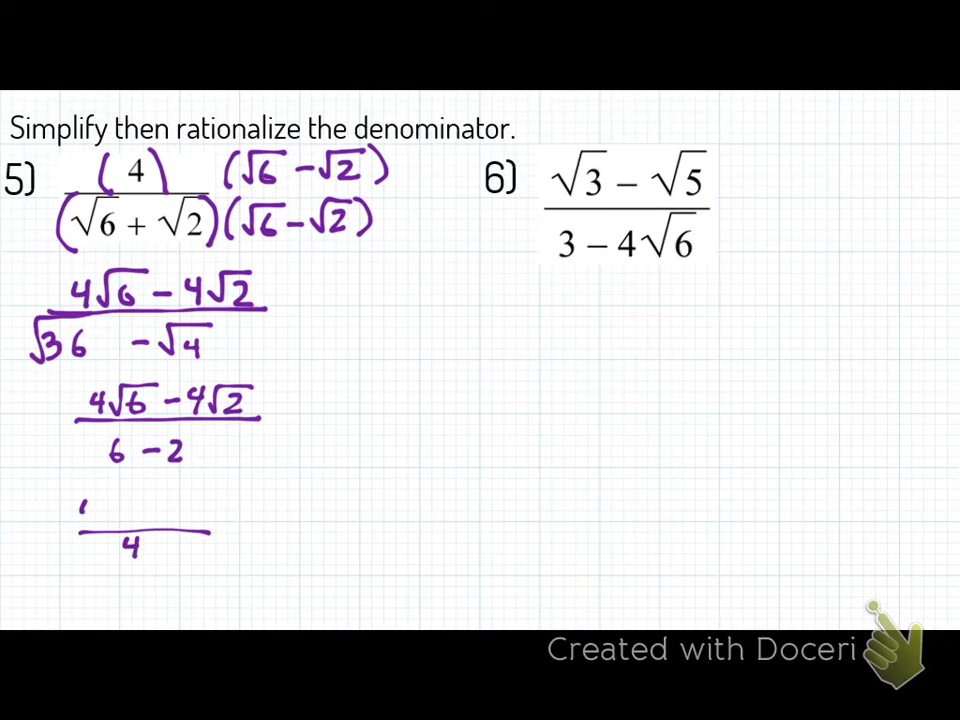 Simplify then rationalize the denominator.
5) ( 4 ) (√6 − √2)
(√6 + √2)(√6 − √2)
4√6 − 4√2
√36 − √4
4√6 − 4√2
6 − 2
4
6) √3 − √5
3 − 4√6
Created with Doceri